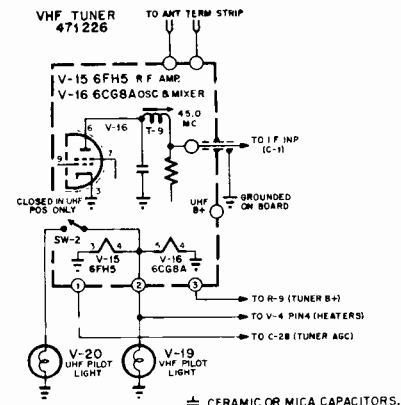 VHF TUNER
471226
TO ANT TERM STRIP
V-15 6FH5 R F AMP.
V-16 6CG8A OSC & MIXER
45.0
MC
6
V-16
T-9
TO I F INP
(C-1)
9
7
3
CLOSED IN UHF
POS ONLY
UHF
B+
GROUNDED
ON BOARD
SW-2
3
4
5
4
V-15
6FH5
V-16
6CG8A
1
2
3
TO R-9 (TUNER B+)
TO V-4 PIN4 (HEATERS)
TO C-28 (TUNER AGC)
V-20
UHF PILOT
LIGHT
V-19
VHF PILOT
LIGHT
CERAMIC OR MICA CAPACITORS.